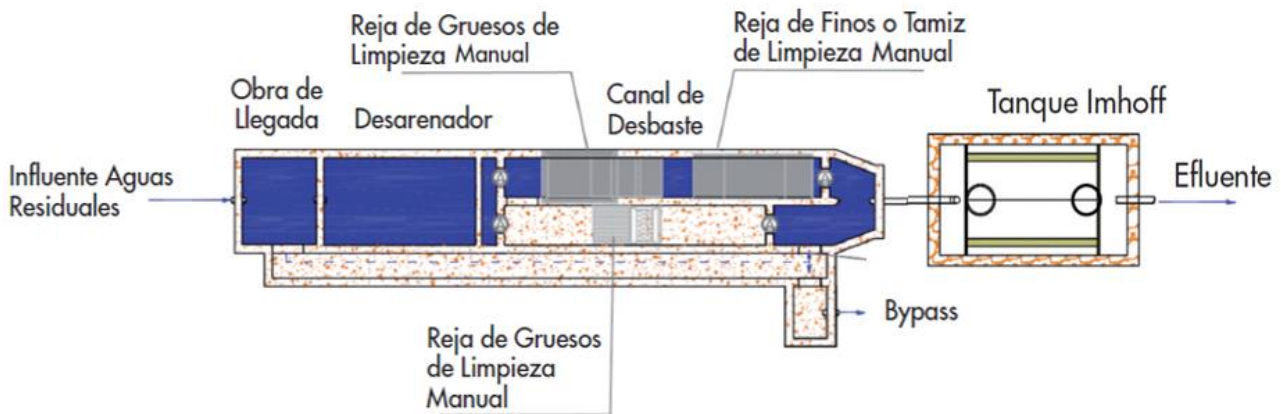 Reja de Gruesos de
Limpieza Manual
Reja de Finos o Tamiz
de Limpieza Manual
Obra de
Llegada
Desarenador
Canal de
Desbaste
Tanque Imhoff
Influente Aguas
Residuales
Efluente
Bypass
Reja de Gruesos
de Limpieza
Manual